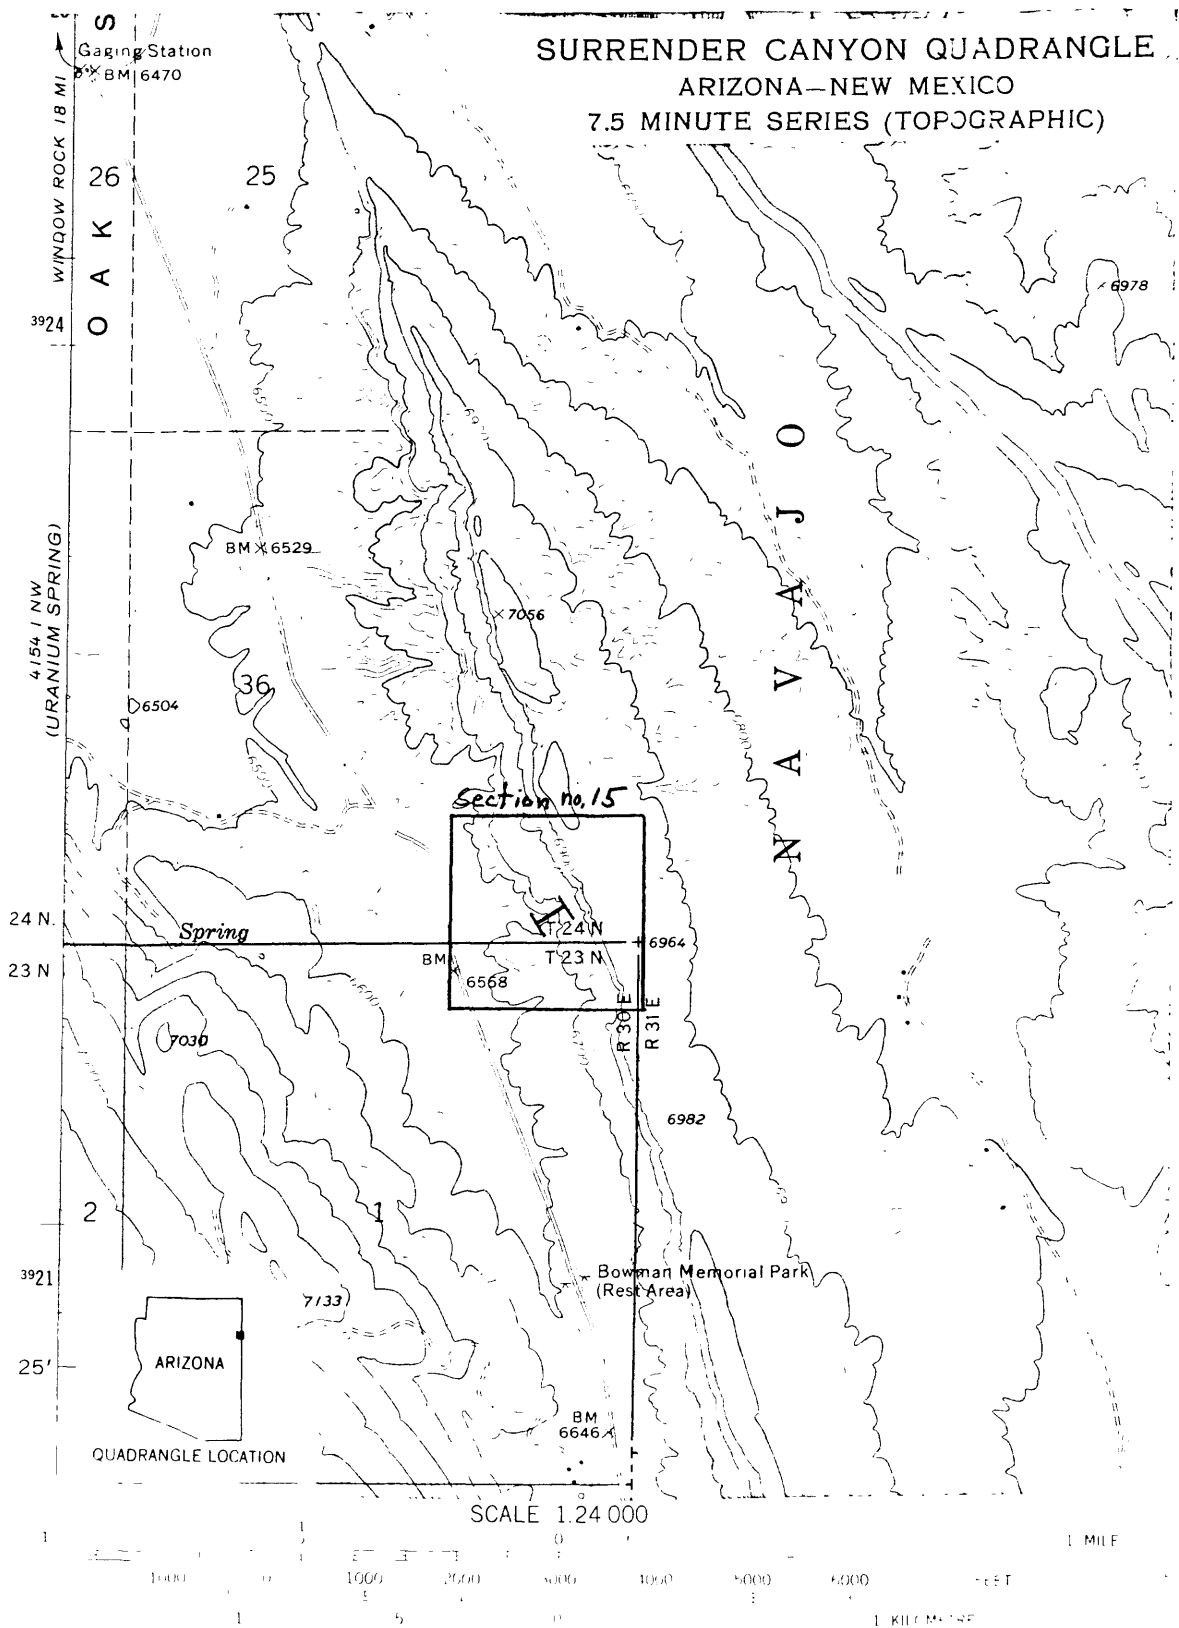 SURRENDER CANYON QUADRANGLE
ARIZONA—NEW MEXICO
7.5 MINUTE SERIES (TOPOGRAPHIC)
Gaging Station
BM 6470
WINDOW ROCK 18 MI
OAKS
26
25
6978
3924
NAVAJO
BM 6529
4154 I NW
(URANIUM SPRING)
7056
36
6504
6800
Section no. 15
24 N.
Spring
T 24 N
6964
23 N
BM
T 23 N
6568
6600
6700
R 30 E
R 31 E
7030
6982
2
1
3921
Bowman Memorial Park
(Rest Area)
7133
ARIZONA
25'
BM
6646
QUADRANGLE LOCATION
SCALE 1:24 000
1
0
1 MILE
1000
0
1000
2000
3000
4000
5000
6000
FEET
1
5
0
1 KILOMETRE